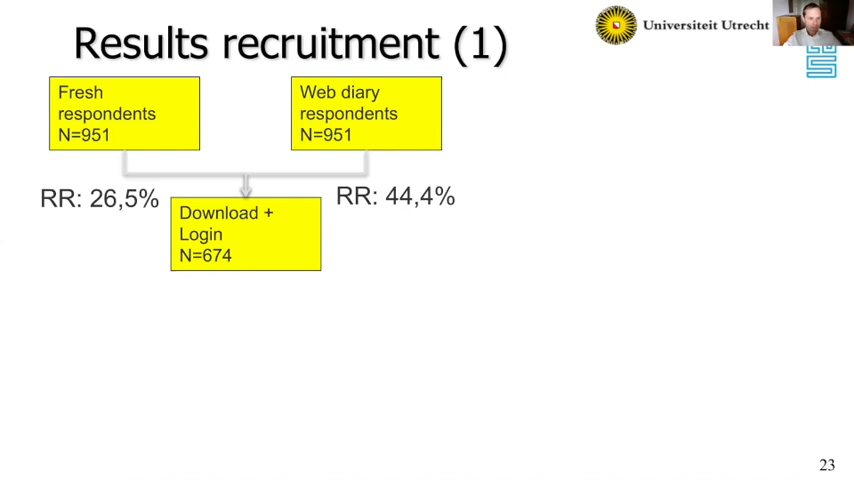 Results recruitment (1)
Universiteit Utrecht
Fresh
respondents
N=951
Web diary
respondents
N=951
RR: 26,5%
RR: 44,4%
Download +
Login
N=674
23